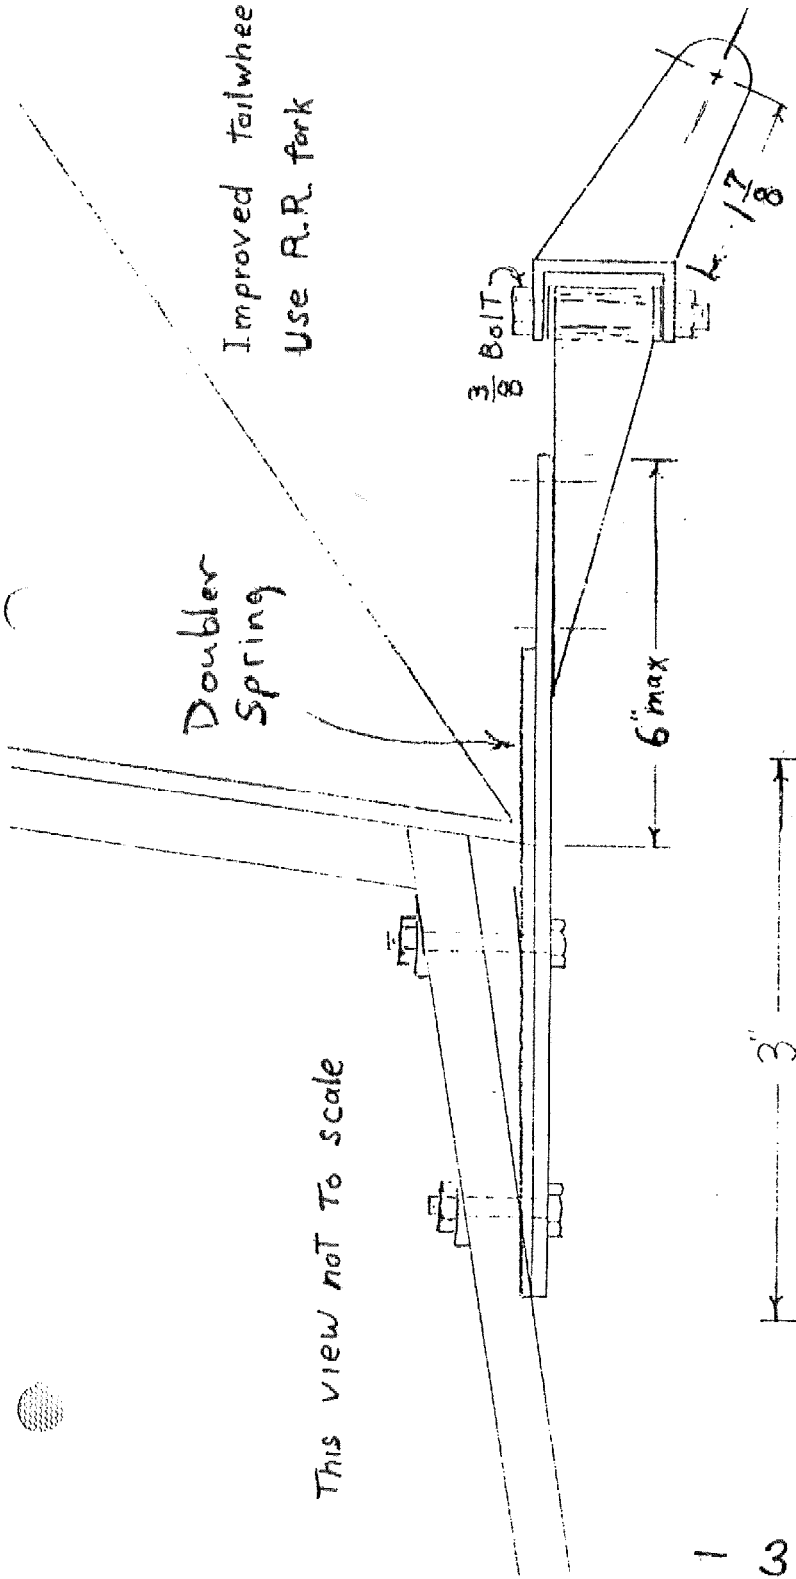 Improved Tailwhee
Use R.R. fork
Doubler
Spring
3/8 BolT
1 7/8
6" max
This view noT To scale
3"
1
3